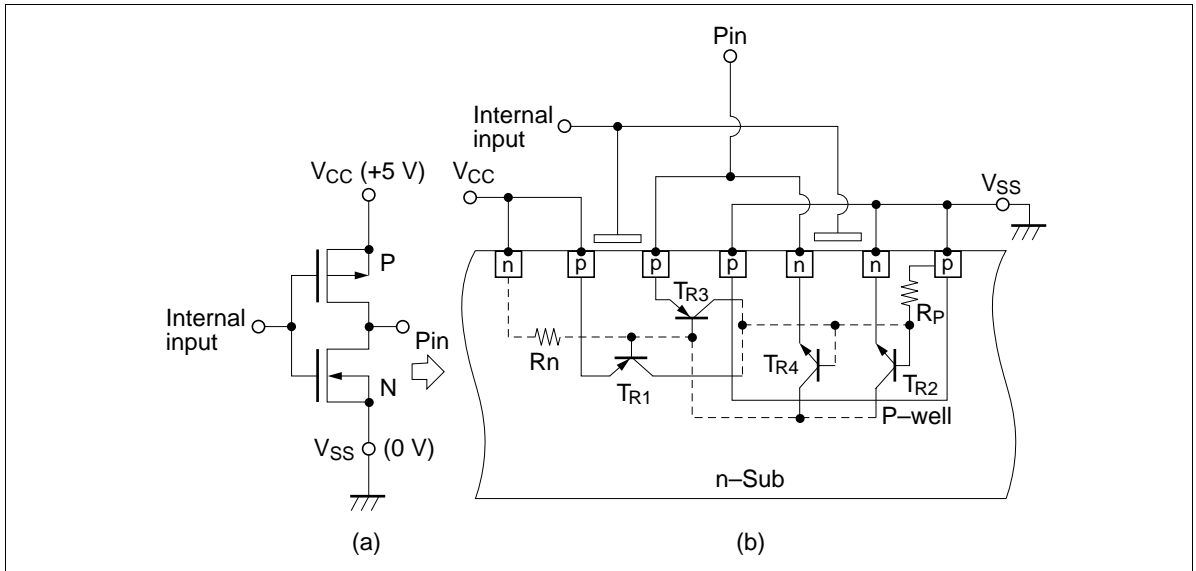 Pin
Internal
input
VCC (+5 V)
VCC
VSS
P
n
p
p
p
n
n
p
TR3
RP
Internal
input
Pin
Rn
TR4
TR2
N
TR1
P–well
VSS (0 V)
n–Sub
(a)
(b)